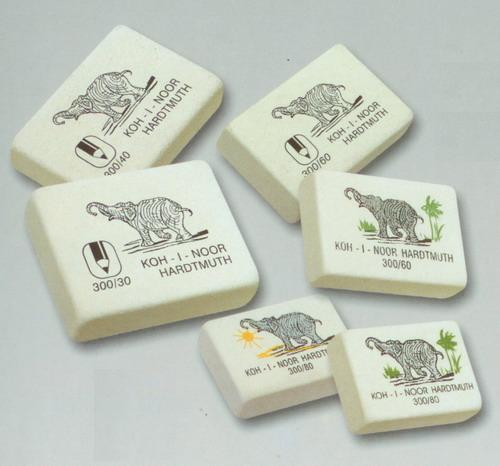 KOH - I - NOOR
HARDTMUTH
300/40
KOH - I - NOOR
HARDTMUTH
300/60
KOH - I - NOOR
HARDTMUTH
300/30
KOH - I - NOOR HARDTMUTH
300/60
KOH - I - NOOR HARDTM
300/80
KOH - I - NOOR HARDTMUTH
300/80